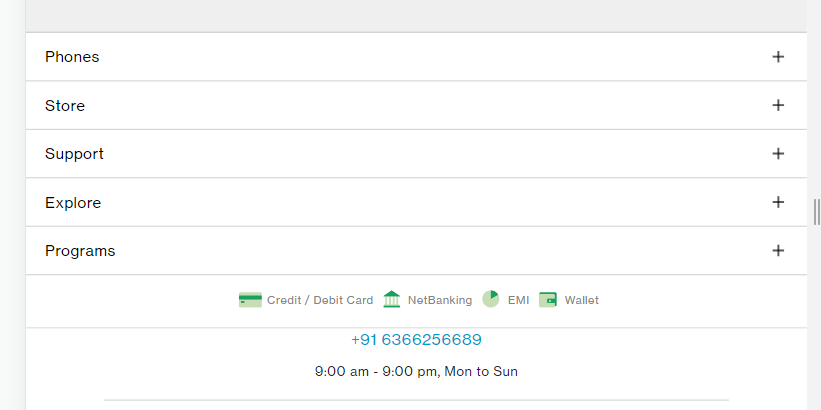 Phones +
Store +
Support +
Explore +
Programs +
Credit / Debit Card NetBanking EMI Wallet
+91 6366256689
9:00 am - 9:00 pm, Mon to Sun